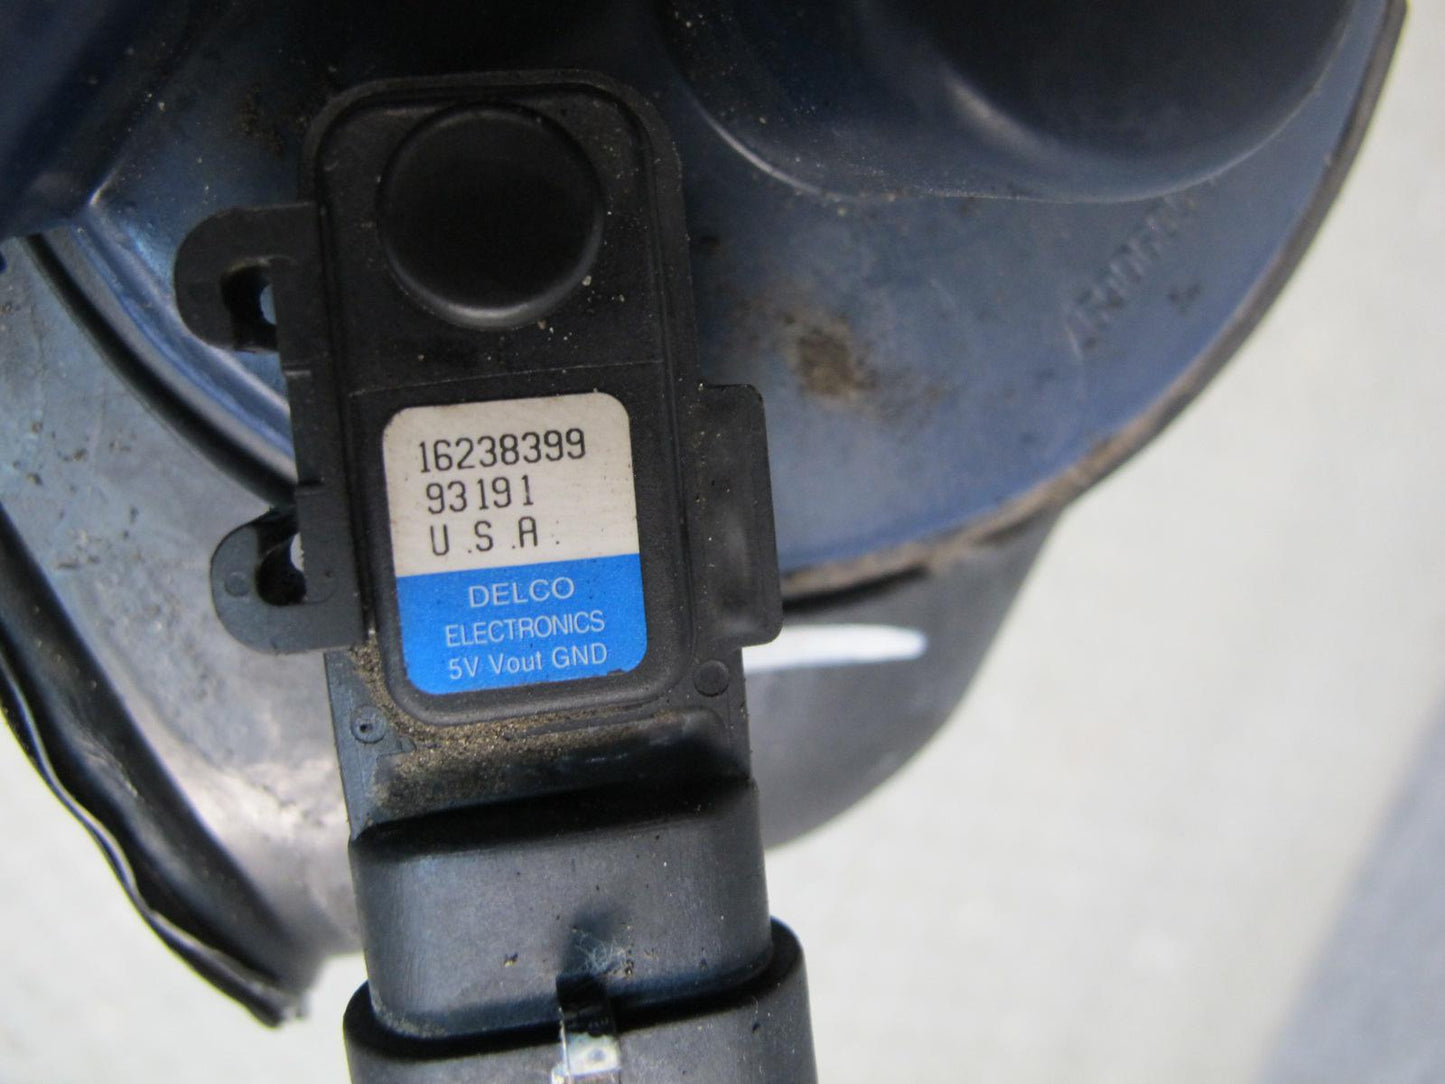 16238399
93191
U.S.A.
DELCO
ELECTRONICS
5V Vout GND